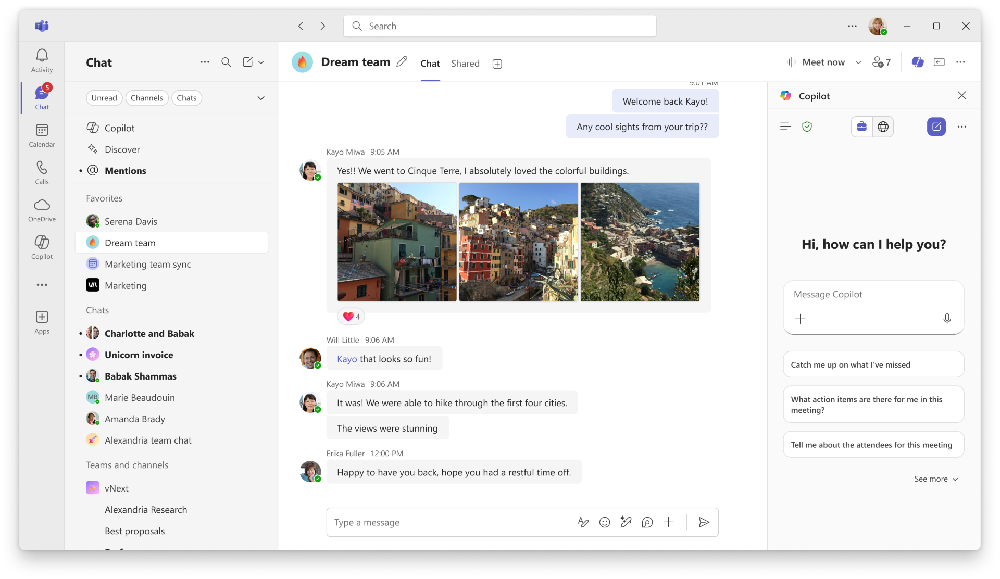 Search
Activity
5
Chat
Calendar
Calls
OneDrive
Copilot
Apps
Chat
Unread
Channels
Chats
Copilot
Discover
Mentions
Favorites
Serena Davis
Dream team
Marketing team sync
Marketing
Chats
Charlotte and Babak
Unicorn invoice
Babak Shammas
MB
Marie Beaudouin
Amanda Brady
Alexandria team chat
Teams and channels
vNext
Alexandria Research
Best proposals
Dream team
Chat
Shared
Meet now
7
9:01 AM
Welcome back Kayo!
Any cool sights from your trip??
Kayo Miwa 9:05 AM
Yes!! We went to Cinque Terre, I absolutely loved the colorful buildings.
4
Will Little 9:06 AM
Kayo that looks so fun!
Kayo Miwa 9:06 AM
It was! We were able to hike through the first four cities.
The views were stunning
Erika Fuller 12:00 PM
Happy to have you back, hope you had a restful time off.
Type a message
Copilot
Hi, how can I help you?
Message Copilot
Catch me up on what I've missed
What action items are there for me in this
meeting?
Tell me about the attendees for this meeting
See more